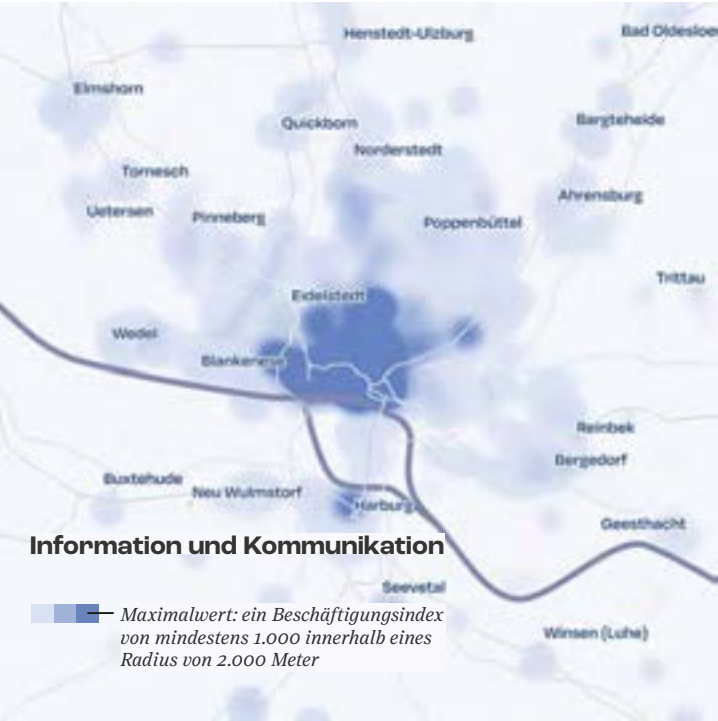 Henstedt-Ulzburg
Bad Oldesloe
Elmshorn
Quickborn
Bargteheide
Norderstedt
Tornesch
Ahrensburg
Uetersen
Pinneberg
Poppenbüttel
Trittau
Eidelstedt
Wedel
Blankenese
Reinbek
Bergedorf
Buxtehude
Neu Wulmstorf
Harburg
Geesthacht
Information und Kommunikation
Seevetal
Maximalwert: ein Beschäftigungsindex
von mindestens 1.000 innerhalb eines
Radius von 2.000 Meter
Winsen (Luhe)